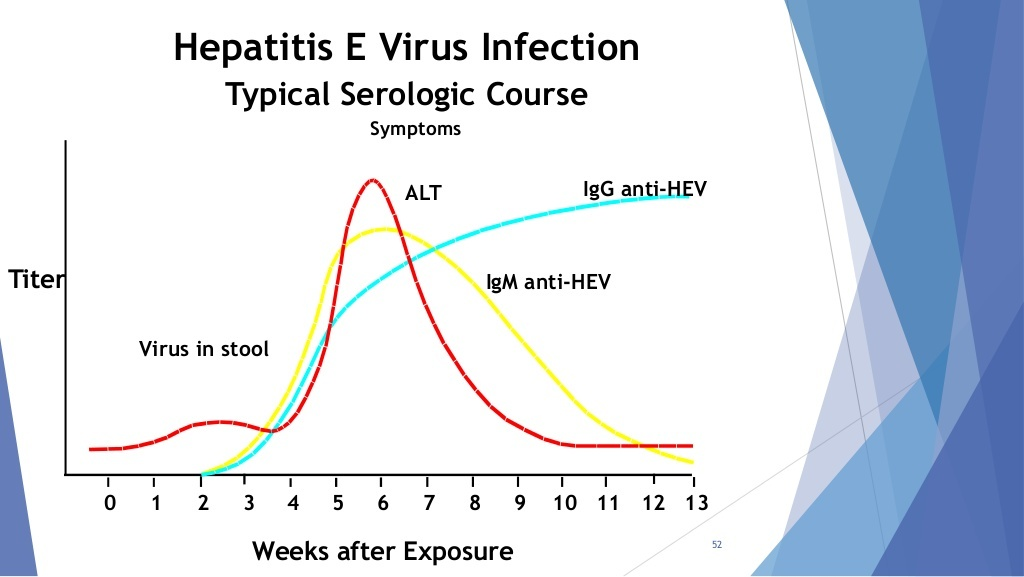 Hepatitis E Virus Infection
Typical Serologic Course
Symptoms
ALT
IgG anti-HEV
Titer
IgM anti-HEV
Virus in stool
0 1 2 3 4 5 6 7 8 9 10 11 12 13
Weeks after Exposure
52